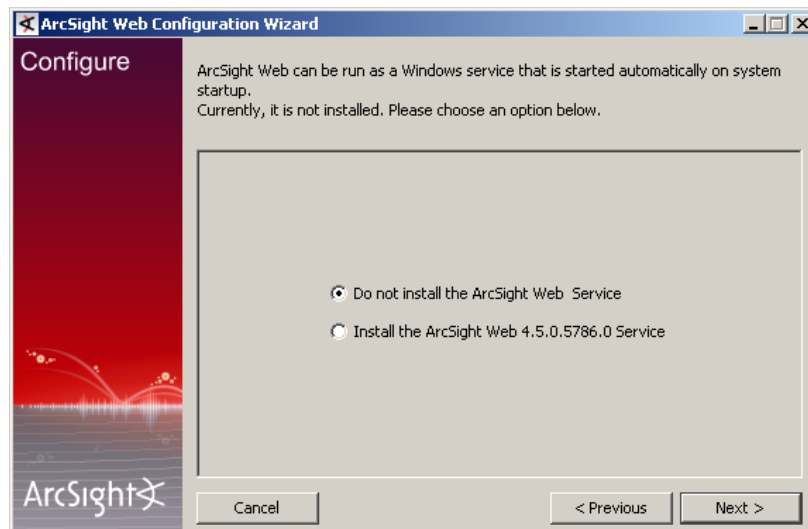 ArcSight Web Configuration Wizard
Configure
ArcSight Web can be run as a Windows service that is started automatically on system
startup.
Currently, it is not installed. Please choose an option below.
Do not install the ArcSight Web Service
Install the ArcSight Web 4.5.0.5786.0 Service
ArcSight
Cancel
< Previous
Next >